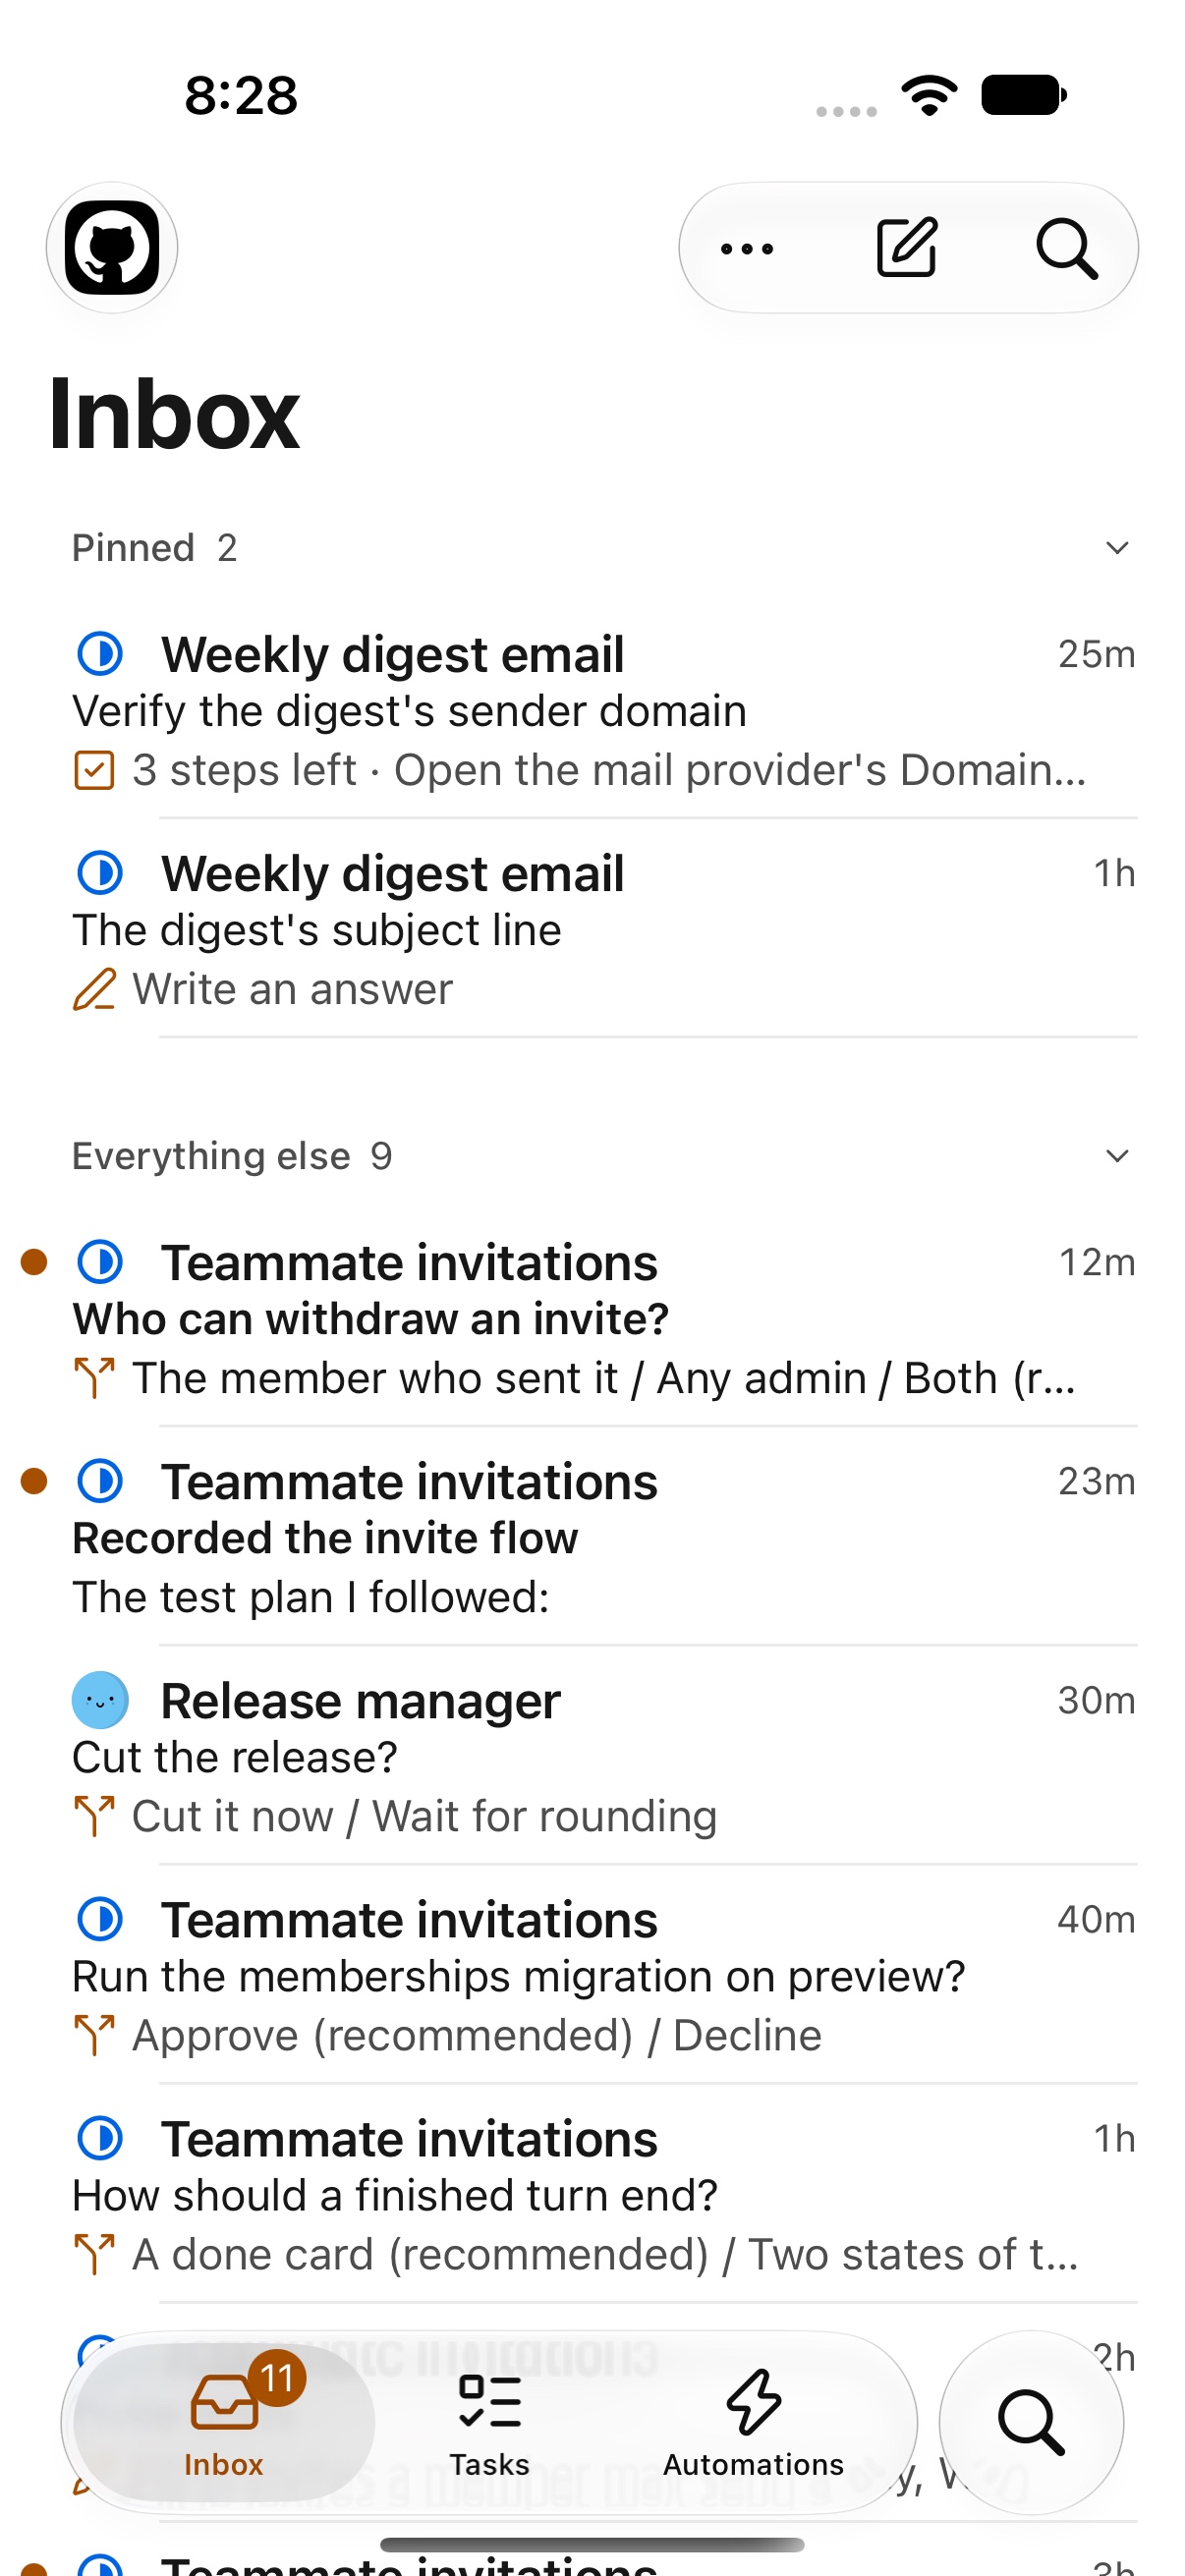 8:28
Inbox
Pinned 2
Weekly digest email 25m
Verify the digest's sender domain
3 steps left · Open the mail provider's Domain...
Weekly digest email 1h
The digest's subject line
Write an answer
Everything else 9
Teammate invitations 12m
Who can withdraw an invite?
The member who sent it / Any admin / Both (r...
Teammate invitations 23m
Recorded the invite flow
The test plan I followed:
Release manager 30m
Cut the release?
Cut it now / Wait for rounding
Teammate invitations 40m
Run the memberships migration on preview?
Approve (recommended) / Decline
Teammate invitations 1h
How should a finished turn end?
A done card (recommended) / Two states of t...
2h
11
Inbox Tasks Automations
Teammate invitations 3h